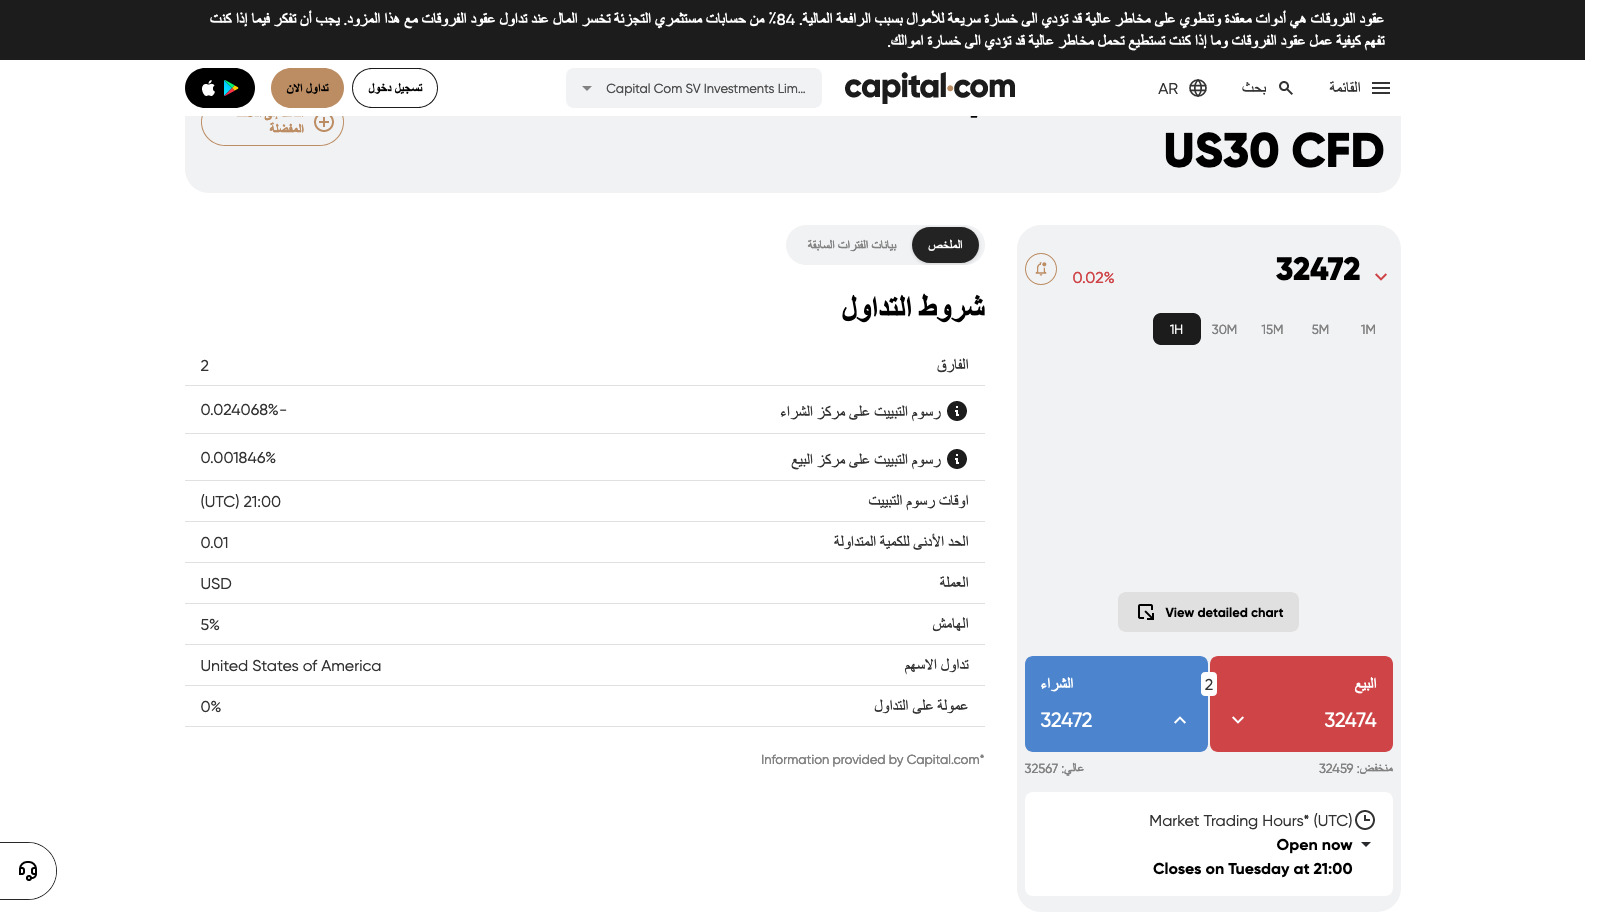 عقود الفروقات هي أدوات معقدة وتنطوي على مخاطر عالية قد تؤدي الى خسارة سريعة للأموال بسبب الرافعة المالية. 84٪ من حسابات مستثمري التجزئة تخسر المال عند تداول عقود الفروقات مع هذا المزود. يجب أن تفكر فيما إذا كنت
تفهم كيفية عمل عقود الفروقات وما إذا كنت تستطيع تحمل مخاطر عالية قد تؤدي الى خسارة اموالك.
القائمة
بحث
AR
capital.com
Capital Com SV Investments Lim...
تسجيل دخول
تداول الان
US30 CFD
المفضلة
32472
0.02%
1M
5M
15M
30M
1H
View detailed chart
البيع
32474
2
الشراء
32472
منخفض: 32459
عالي: 32567
Market Trading Hours* (UTC)
Open now
Closes on Tuesday at 21:00
الملخص
بيانات الفترات السابقة
شروط التداول
الفارق 2
رسوم التبييت على مركز الشراء 0.024068%-
رسوم التبييت على مركز البيع 0.001846%
اوقات رسوم التبييت 21:00 (UTC)
الحد الأدنى للكمية المتداولة 0.01
العملة USD
الهامش 5%
تداول الاسهم United States of America
عمولة على التداول 0%
Information provided by Capital.com*